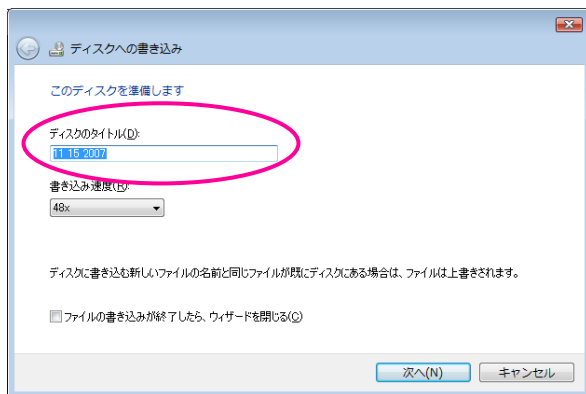 ディスクへの書き込み
このディスクを準備します
ディスクのタイトル(D):
11 15 2007
書き込み速度(R):
48x
ディスクに書き込む新しいファイルの名前と同じファイルが既にディスクにある場合は、ファイルは上書きされます。
ファイルの書き込みが終了したら、ウィザードを閉じる(C)
次へ(N)
キャンセル